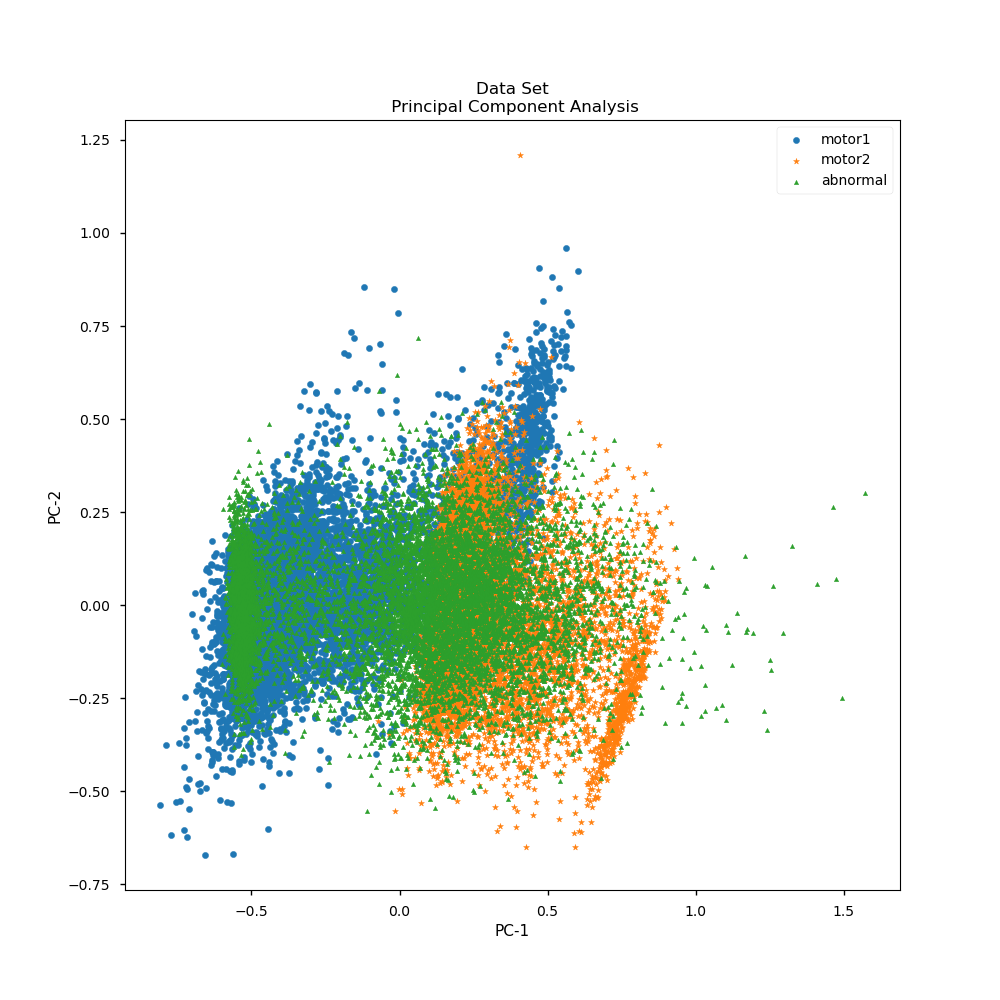 Data Set
Principal Component Analysis
motor1
motor2
abnormal
1.25
1.00
0.75
0.50
0.25
0.00
−0.25
−0.50
−0.75
PC-2
−0.5
0.0
0.5
1.0
1.5
PC-1